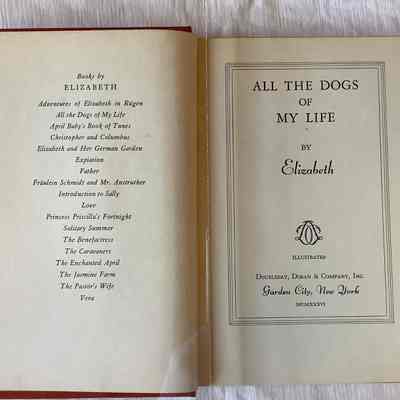 Books by
ELIZABETH
Adventures of Elizabeth in Rügen
All the Dogs of My Life
April Baby's Book of Tunes
Christopher and Columbus
Elizabeth and Her German Garden
Expiation
Father
Fräulein Schmidt and Mr. Anstruther
Introduction to Sally
Love
Princess Priscilla's Fortnight
Solitary Summer
The Benefactress
The Caravaners
The Enchanted April
The Jasmine Farm
The Pastor's Wife
Vera
ALL THE DOGS
OF
MY LIFE
BY
Elizabeth
ILLUSTRATED
DOUBLEDAY, DORAN & COMPANY, INC.
Garden City, New York
MCMXXXVI